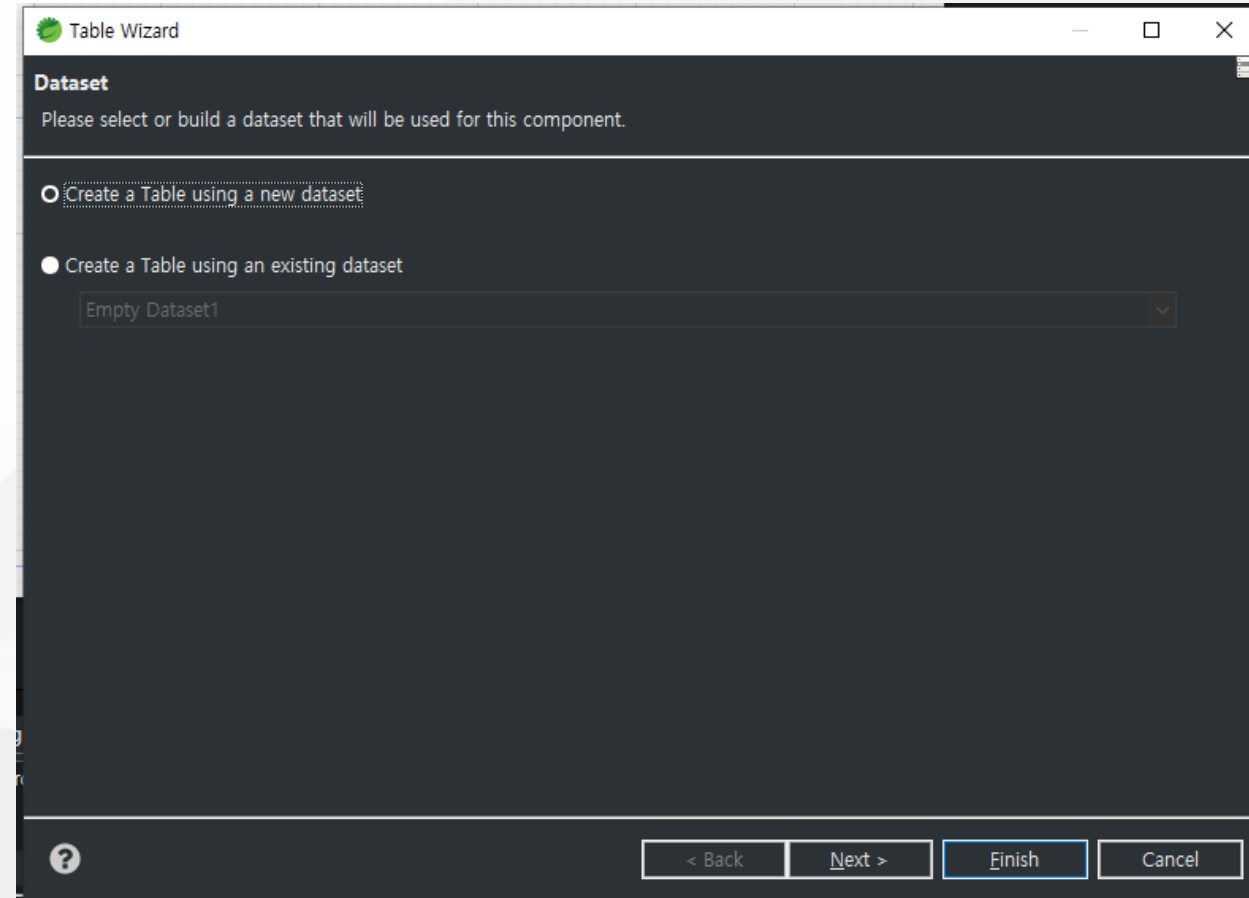 Table Wizard
Dataset
Please select or build a dataset that will be used for this component.
Create a Table using a new dataset
Create a Table using an existing dataset
Empty Dataset1
< Back Next > Finish Cancel